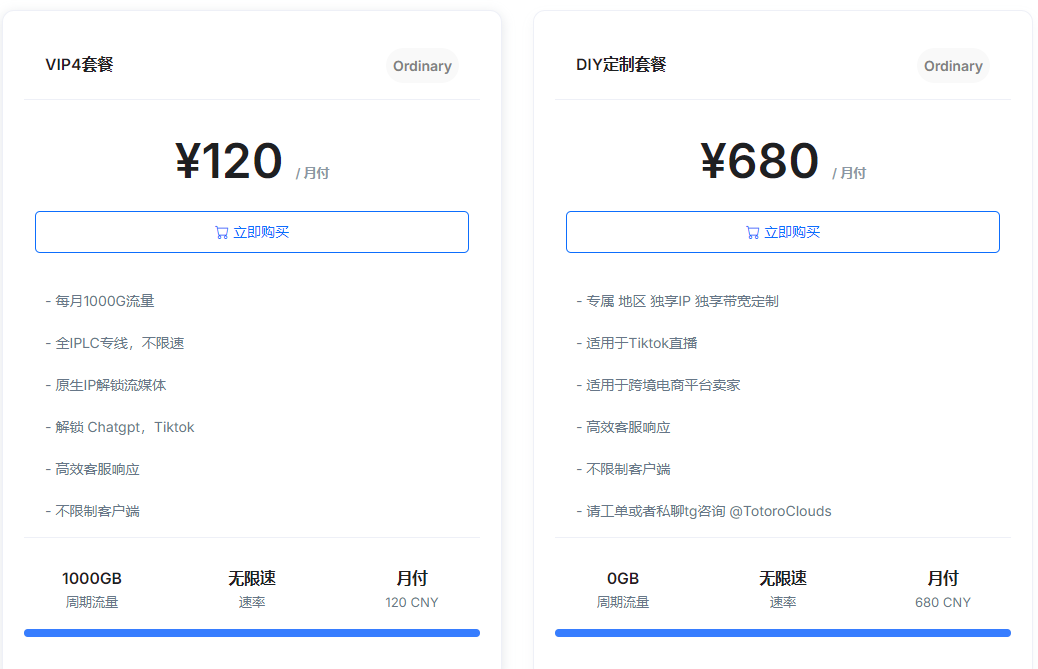 VIP4套餐
Ordinary
¥120 / 月付
立即购买
- 每月1000G流量
- 全IPLC专线，不限速
- 原生IP解锁流媒体
- 解锁 Chatgpt，Tiktok
- 高效客服响应
- 不限制客户端
1000GB
周期流量
无限速
速率
月付
120 CNY
DIY定制套餐
Ordinary
¥680 / 月付
立即购买
- 专属 地区 独享IP 独享带宽定制
- 适用于Tiktok直播
- 适用于跨境电商平台卖家
- 高效客服响应
- 不限制客户端
- 请工单或者私聊tg咨询 @TotoroClouds
0GB
周期流量
无限速
速率
月付
680 CNY